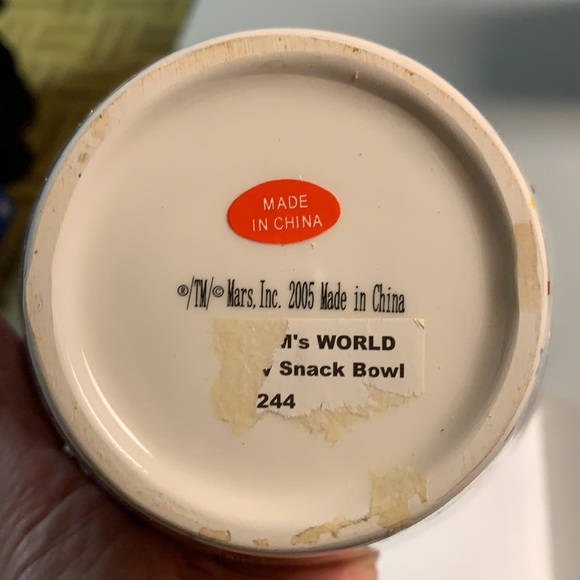 MADE
IN CHINA
®/TM/© Mars, Inc. 2005 Made in China
M's WORLD
Snack Bowl
244